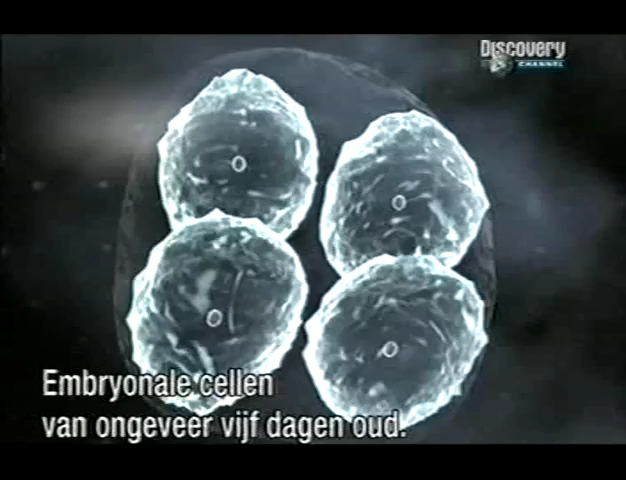 Discovery
CHANNEL
Embryonale cellen
van ongeveer vijf dagen oud.